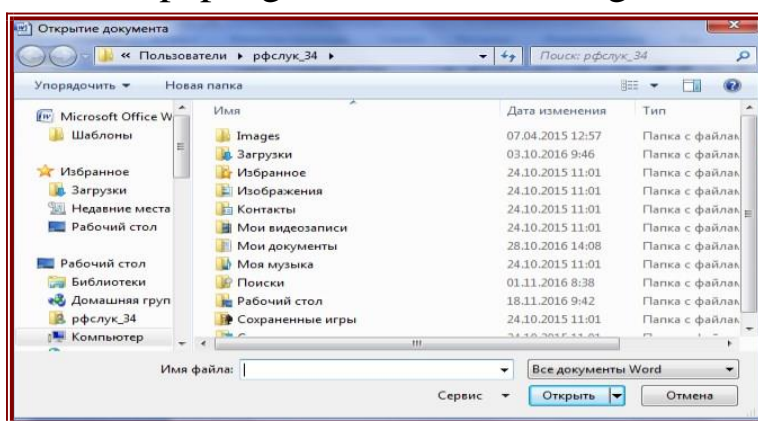 Открытие документа
« Пользователи рфслук_34
Поиск: рфслук_34
Упорядочить Новая папка
Microsoft Office W
Шаблоны
Избранное
Загрузки
Недавние места
Рабочий стол
Рабочий стол
Библиотеки
Домашняя груп
рфслук_34
Компьютер
Имя Дата изменения Тип
Images 07.04.2015 12:57 Папка с файлам
Загрузки 03.10.2016 9:46 Папка с файлам
Избранное 24.10.2015 11:01 Папка с файлам
Изображения 24.10.2015 11:01 Папка с файлам
Контакты 24.10.2015 11:01 Папка с файлам
Мои видеозаписи 24.10.2015 11:01 Папка с файлам
Мои документы 28.10.2016 14:08 Папка с файлам
Моя музыка 24.10.2015 11:01 Папка с файлам
Поиски 01.11.2016 8:38 Папка с файлам
Рабочий стол 18.11.2016 9:42 Папка с файлам
Сохраненные игры 24.10.2015 11:01 Папка с файлам
Имя файла: Все документы Word
Сервис Открыть Отмена